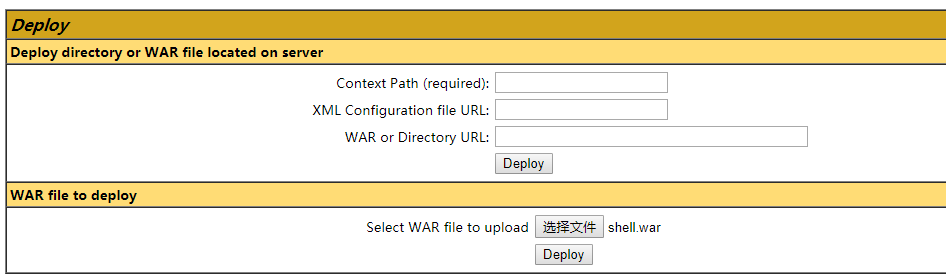 Deploy
Deploy directory or WAR file located on server
Context Path (required):
XML Configuration file URL:
WAR or Directory URL:
Deploy
WAR file to deploy
Select WAR file to upload 选择文件 shell.war
Deploy